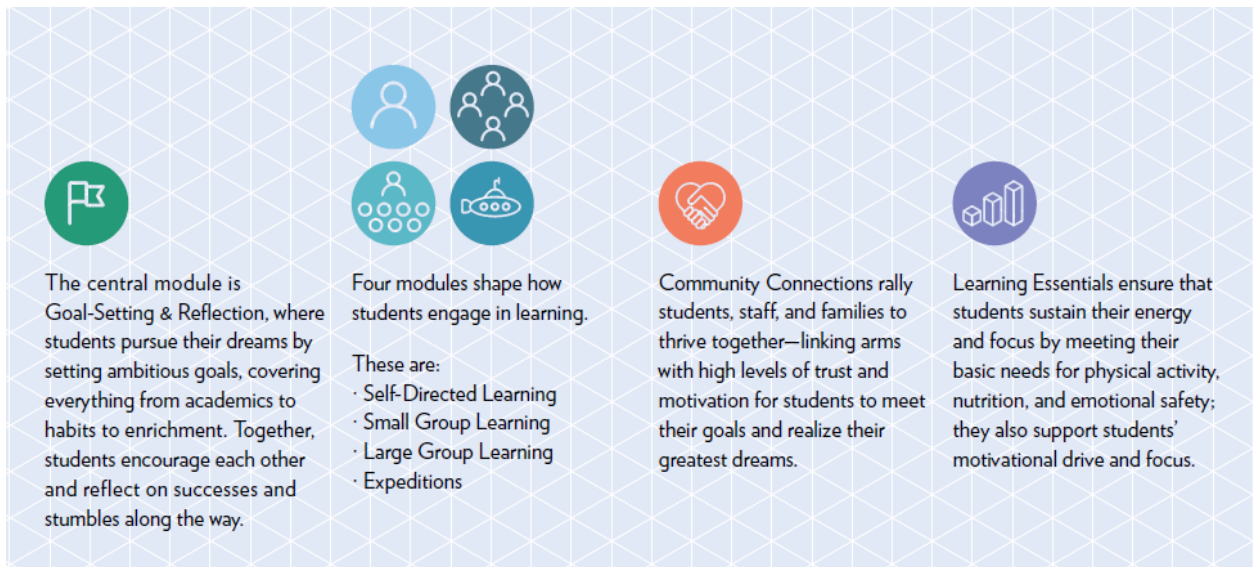 The central module is
Goal-Setting & Reflection, where
students pursue their dreams by
setting ambitious goals, covering
everything from academics to
habits to enrichment. Together,
students encourage each other
and reflect on successes and
stumbles along the way.
Four modules shape how
students engage in learning.
These are:
· Self-Directed Learning
· Small Group Learning
· Large Group Learning
· Expeditions
Community Connections rally
students, staff, and families to
thrive together—linking arms
with high levels of trust and
motivation for students to meet
their goals and realize their
greatest dreams.
Learning Essentials ensure that
students sustain their energy
and focus by meeting their
basic needs for physical activity,
nutrition, and emotional safety;
they also support students’
motivational drive and focus.